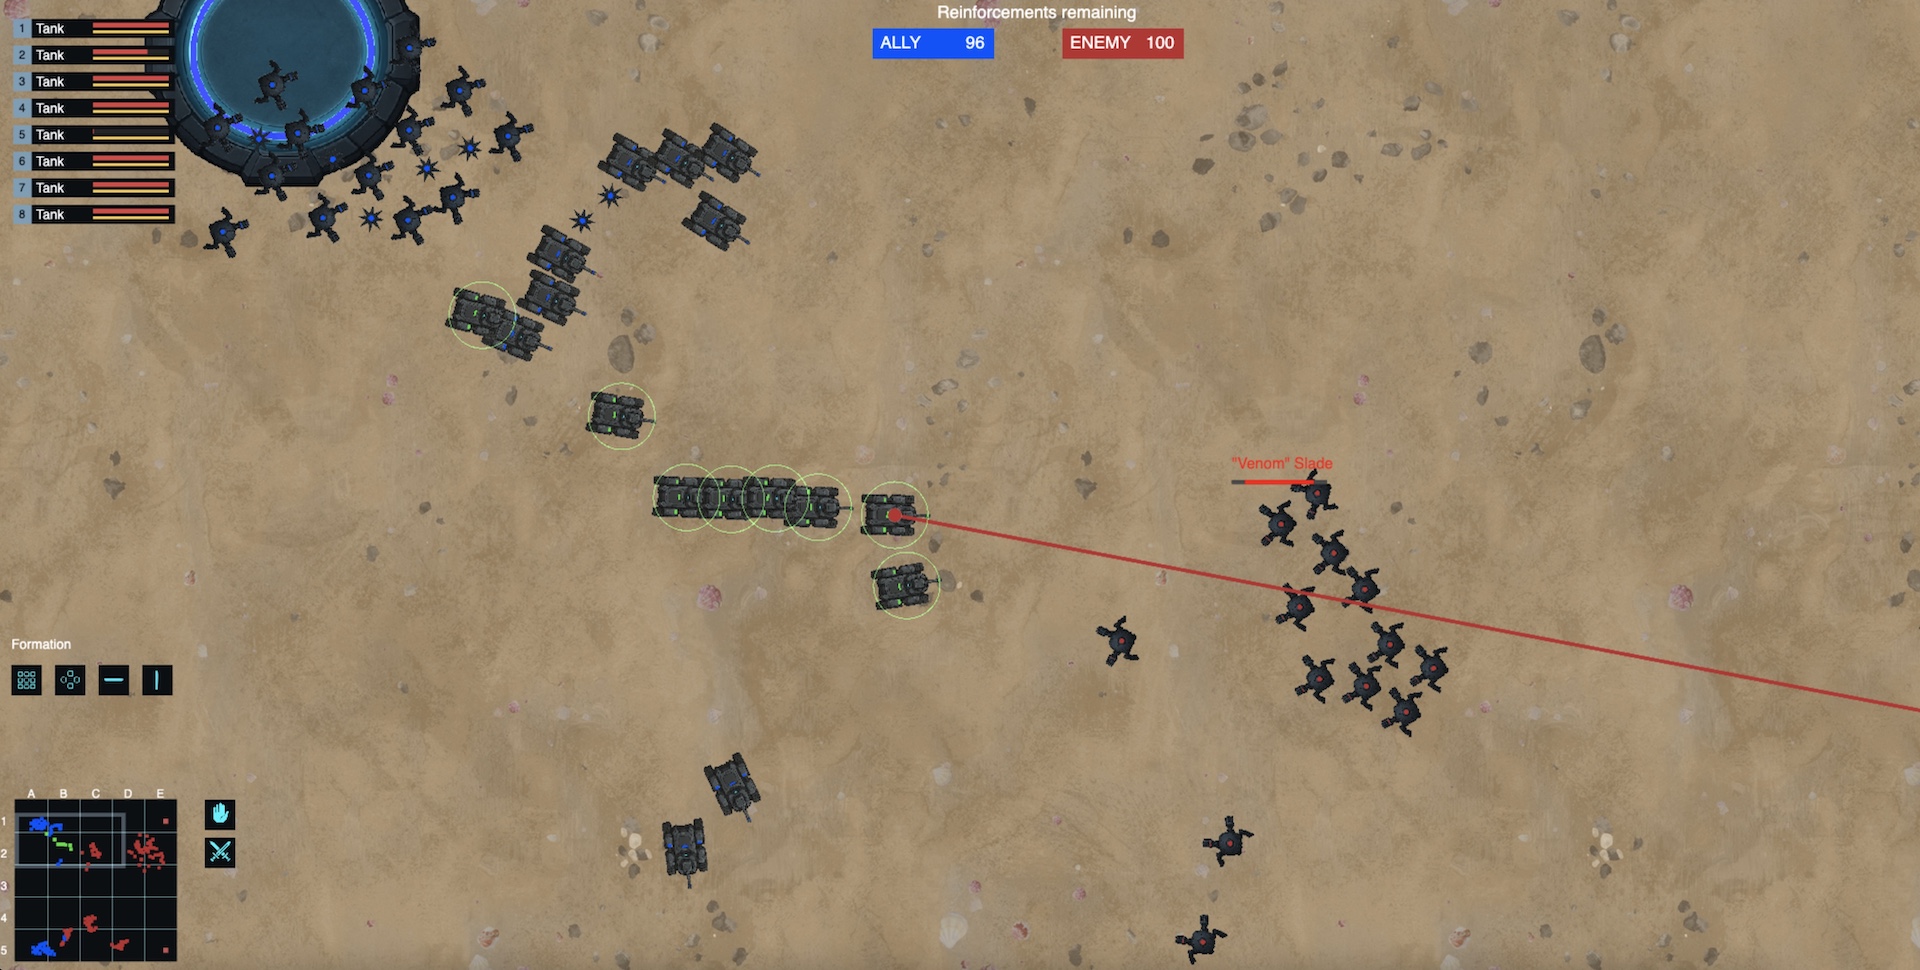 Reinforcements remaining
ALLY 96
ENEMY 100
1 Tank
2 Tank
3 Tank
4 Tank
5 Tank
6 Tank
7 Tank
8 Tank
"Venom" Slade
Formation
A B C D E
1
2
3
4
5